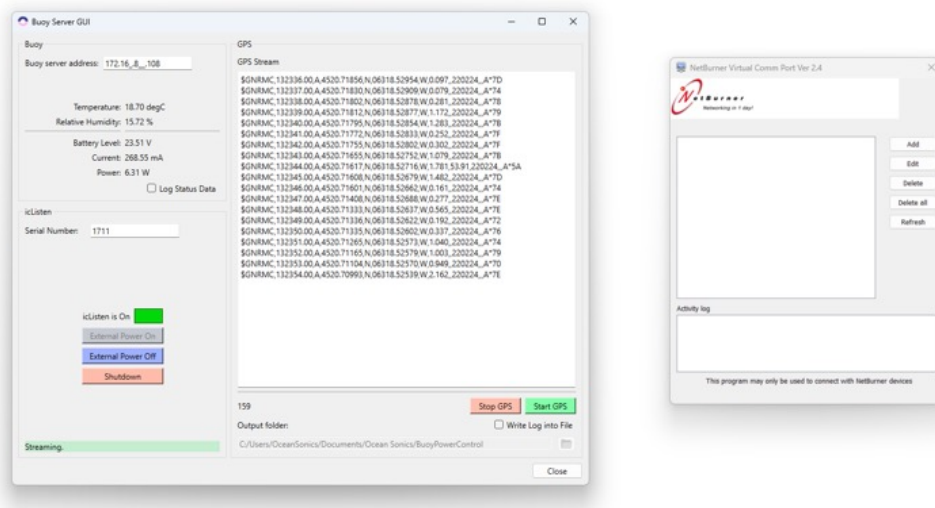 Buoy Server GUI
Buoy
Buoy server address: 172.16_.8__.108
Temperature: 18.70 degC
Relative Humidity: 15.72 %
Battery Level: 23.51 V
Current: 268.55 mA
Power: 6.31 W
Log Status Data
icListen
Serial Number: 1711
icListen is On
External Power On
External Power Off
Shutdown
Streaming.
GPS
GPS Stream
$GNRMC,132336.00,A,4520.71856,N,06318.52954,W,0.097,,220224,,,A*7D
$GNRMC,132337.00,A,4520.71830,N,06318.52909,W,0.079,,220224,,,A*74
$GNRMC,132338.00,A,4520.71802,N,06318.52878,W,0.281,,220224,,,A*78
$GNRMC,132339.00,A,4520.71812,N,06318.52877,W,1.172,,220224,,,A*79
$GNRMC,132340.00,A,4520.71795,N,06318.52854,W,1.283,,220224,,,A*7B
$GNRMC,132341.00,A,4520.71772,N,06318.52833,W,0.252,,220224,,,A*7F
$GNRMC,132342.00,A,4520.71755,N,06318.52802,W,0.302,,220224,,,A*7F
$GNRMC,132343.00,A,4520.71655,N,06318.52752,W,1.079,,220224,,,A*7B
$GNRMC,132344.00,A,4520.71617,N,06318.52716,W,1.781,53.91,220224,,,A*5A
$GNRMC,132345.00,A,4520.71608,N,06318.52679,W,1.482,,220224,,,A*7D
$GNRMC,132346.00,A,4520.71601,N,06318.52662,W,0.161,,220224,,,A*74
$GNRMC,132347.00,A,4520.71408,N,06318.52688,W,0.277,,220224,,,A*7E
$GNRMC,132348.00,A,4520.71333,N,06318.52637,W,0.565,,220224,,,A*7E
$GNRMC,132349.00,A,4520.71336,N,06318.52622,W,0.192,,220224,,,A*72
$GNRMC,132350.00,A,4520.71335,N,06318.52602,W,0.337,,220224,,,A*76
$GNRMC,132351.00,A,4520.71265,N,06318.52573,W,1.040,,220224,,,A*74
$GNRMC,132352.00,A,4520.71165,N,06318.52579,W,1.003,,220224,,,A*79
$GNRMC,132353.00,A,4520.71104,N,06318.52570,W,0.949,,220224,,,A*70
$GNRMC,132354.00,A,4520.70993,N,06318.52539,W,2.162,,220224,,,A*7E
159
Stop GPS
Start GPS
Output folder:
Write Log into File
C:/Users/OceanSonics/Documents/Ocean Sonics/BuoyPowerControl
Close
NetBurner Virtual Comm Port Ver 2.4
NetBurner
Networking in 1 day!
Add
Edit
Delete
Delete all
Refresh
Activity log
This program may only be used to connect with NetBurner devices